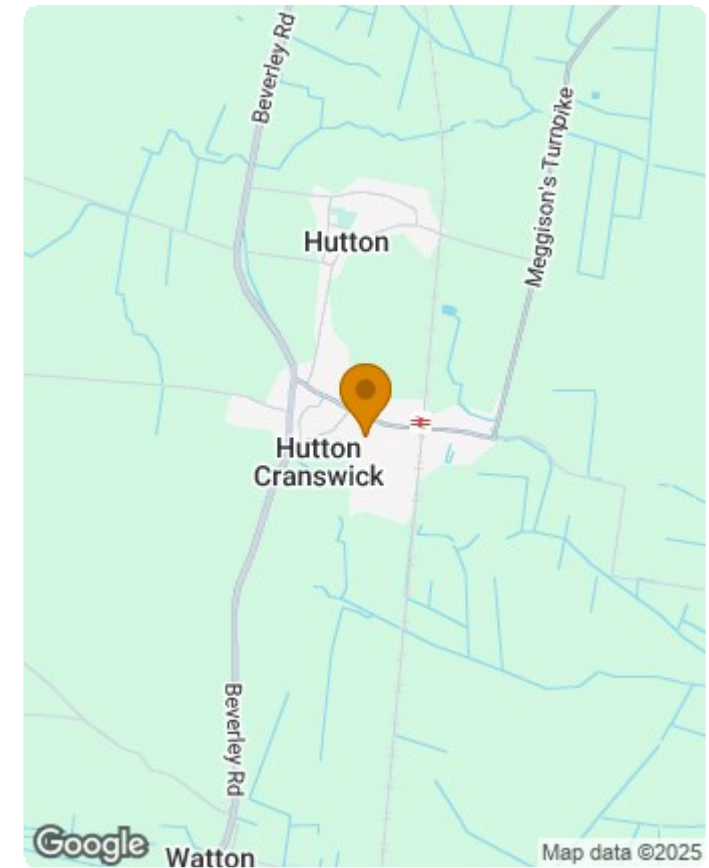 Beverley Rd
Meggison's Turnpike
Hutton
Hutton
Cranswick
Beverley Rd
Google
Watton
Map data ©2025